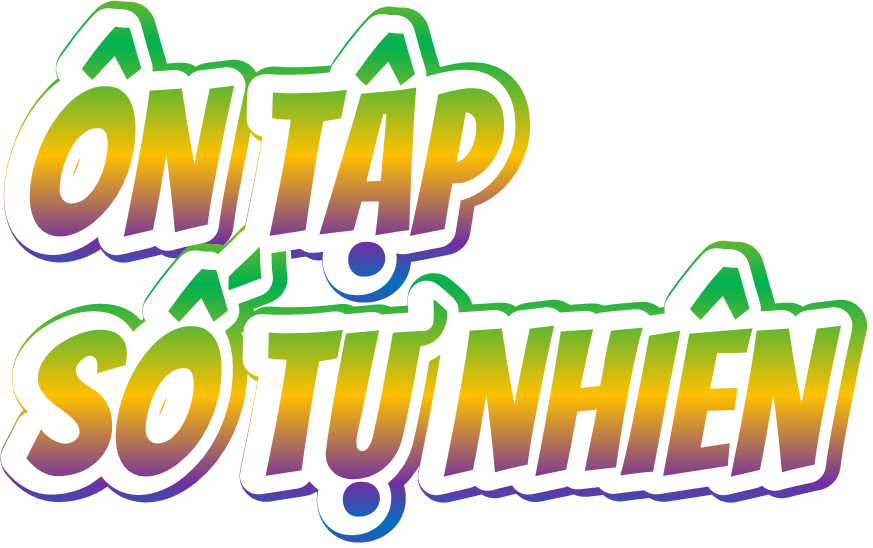 ÔN TẬP
SỐ TỰ NHIÊN